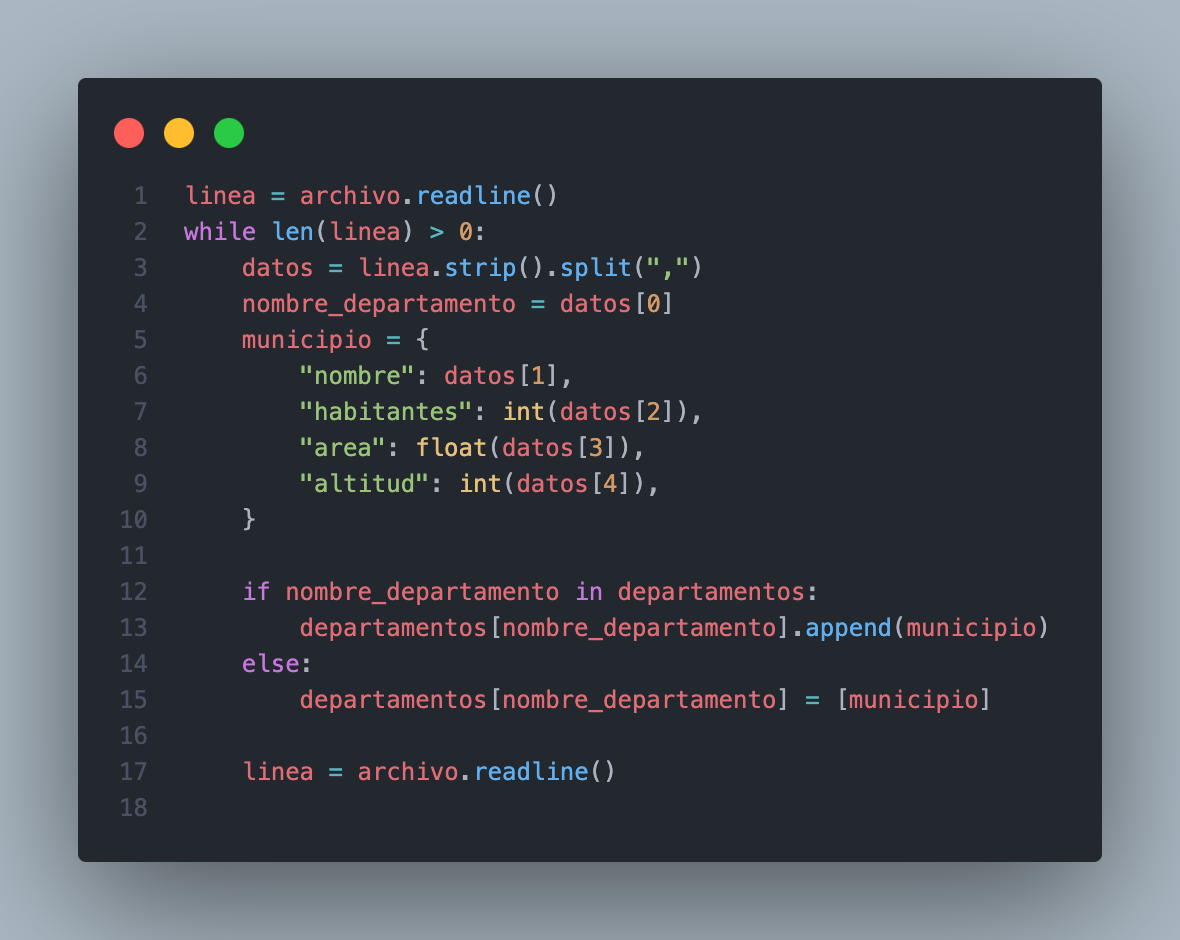 1 linea = archivo.readline()
2 while len(linea) > 0:
3     datos = linea.strip().split(",")
4     nombre_departamento = datos[0]
5     municipio = {
6         "nombre": datos[1],
7         "habitantes": int(datos[2]),
8         "area": float(datos[3]),
9         "altitud": int(datos[4]),
10     }
11
12     if nombre_departamento in departamentos:
13         departamentos[nombre_departamento].append(municipio)
14     else:
15         departamentos[nombre_departamento] = [municipio]
16
17     linea = archivo.readline()
18